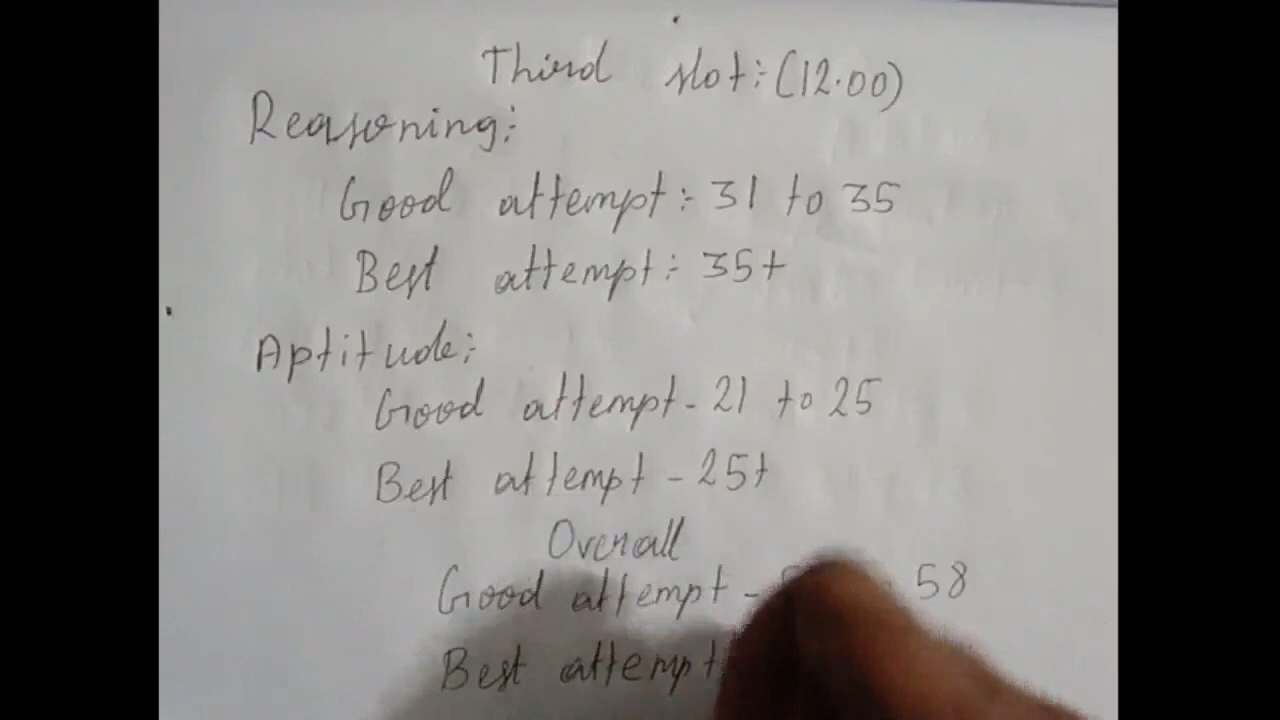 Third slot:(12.00)
Reasoning:
Good attempt: 31 to 35
Best attempt: 35+
Aptitude:
Good attempt - 21 to 25
Best attempt - 25+
Overall
Good attempt - 58
Best attempt